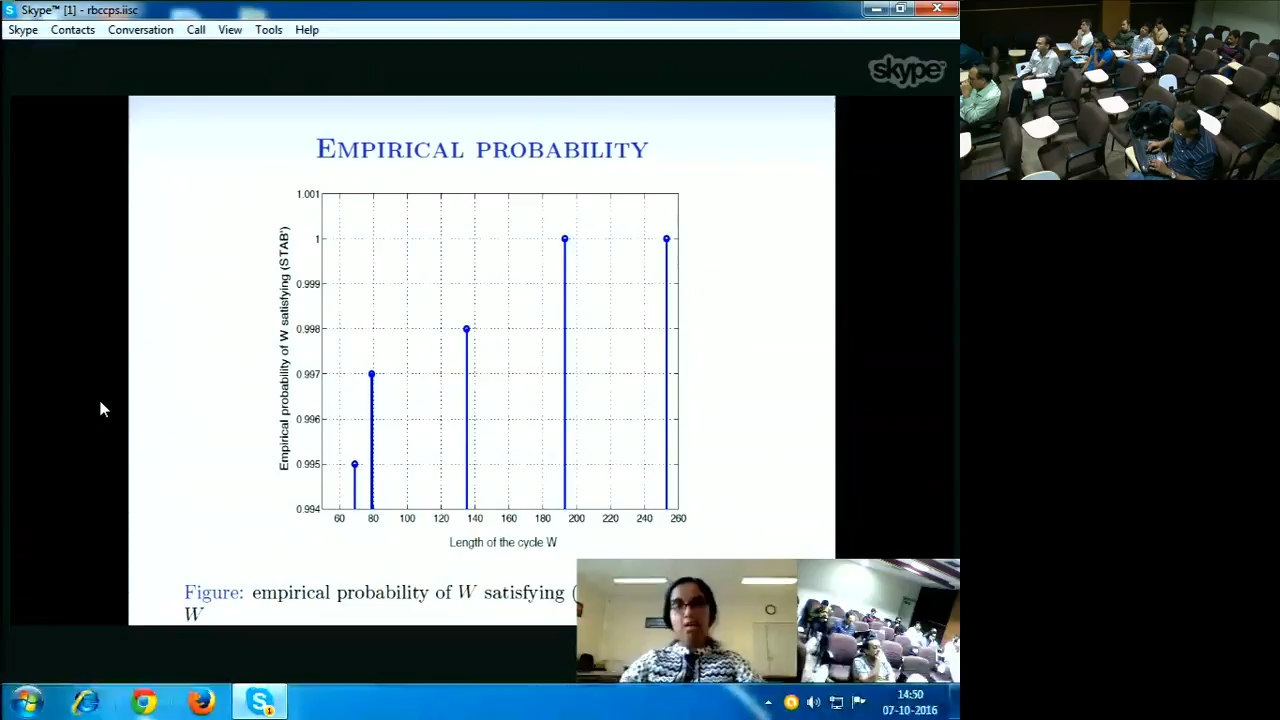 Skype™ [1] - rbccps.iisc
Skype Contacts Conversation Call View Tools Help
skype
EMPIRICAL PROBABILITY
Empirical probability of W satisfying (STAB')
1.001
1
0.999
0.998
0.997
0.996
0.995
0.994
60 80 100 120 140 160 180 200 220 240 260
Length of the cycle W
Figure: empirical probability of W satisfying (
W
14:50
07-10-2016